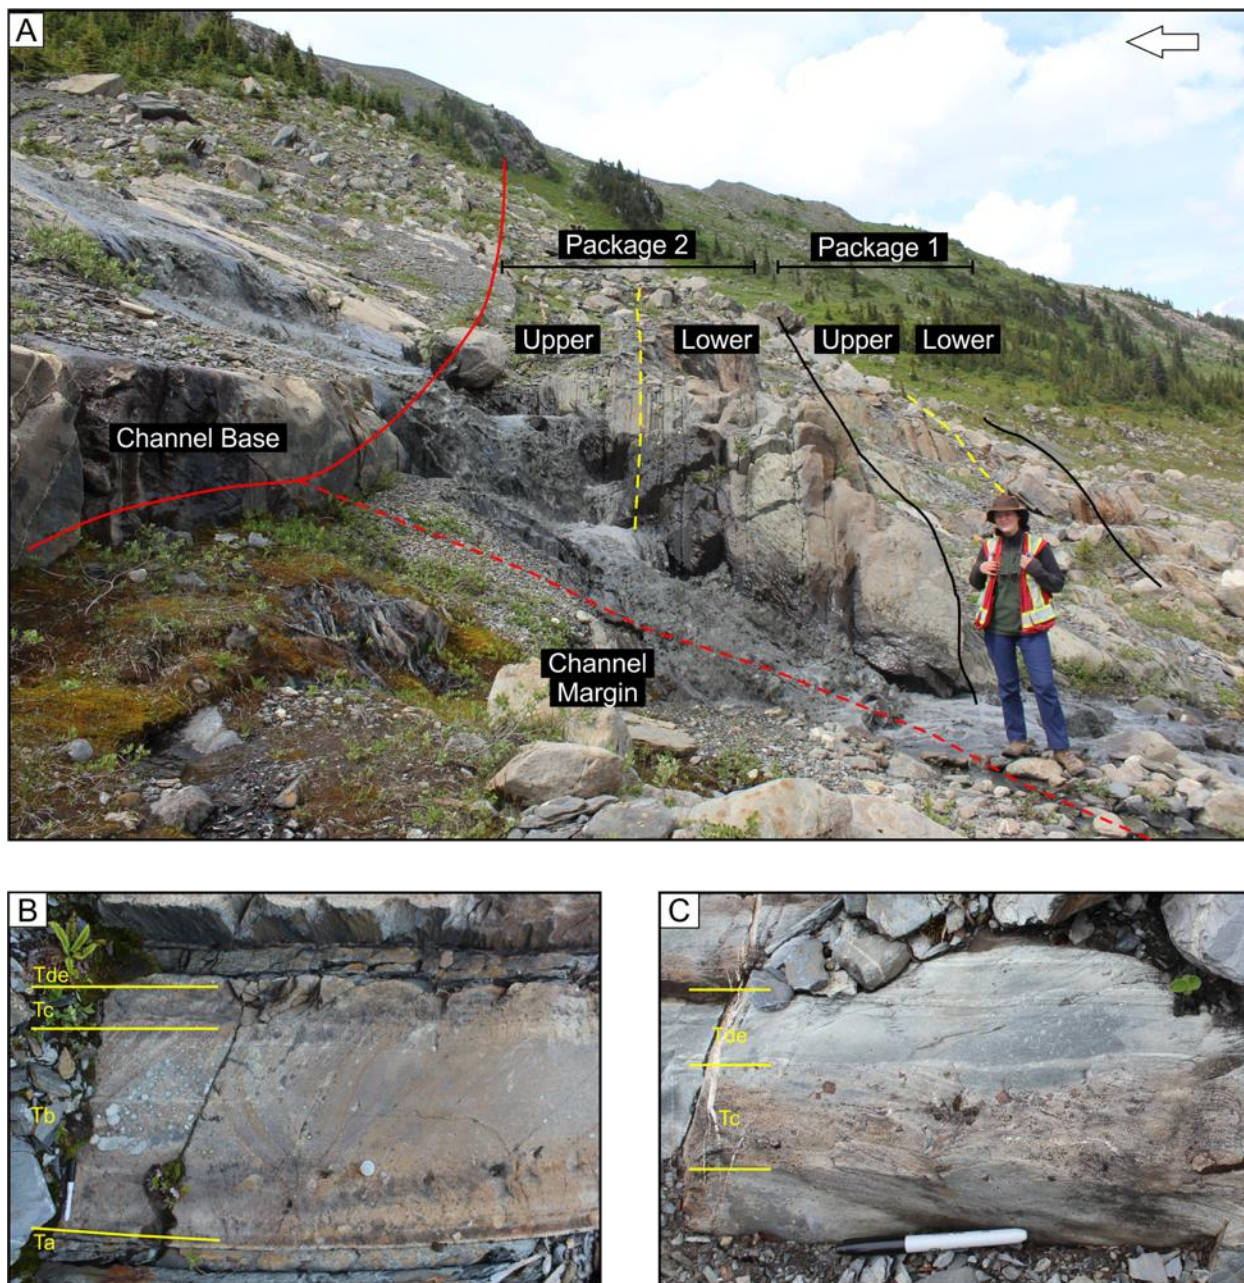 A
Package 2
Package 1
Upper
Lower
Upper
Lower
Channel Base
Channel
Margin
B
Tde
Tc
Tb
Ta
C
Tde
Tc